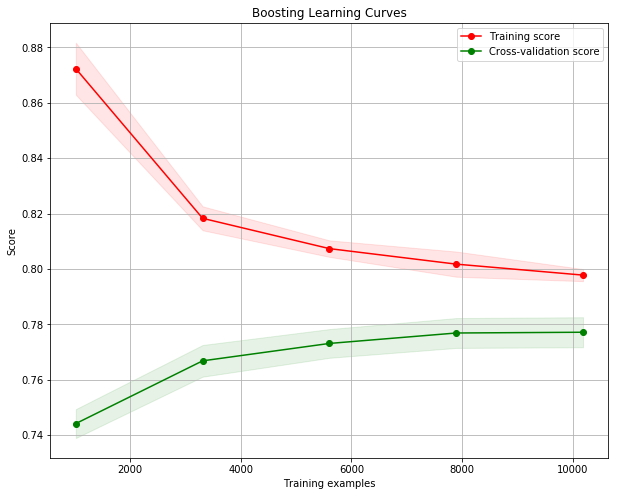 Boosting Learning Curves
Training score
Cross-validation score
0.88
0.86
0.84
0.82
0.80
0.78
0.76
0.74
Score
2000 4000 6000 8000 10000
Training examples